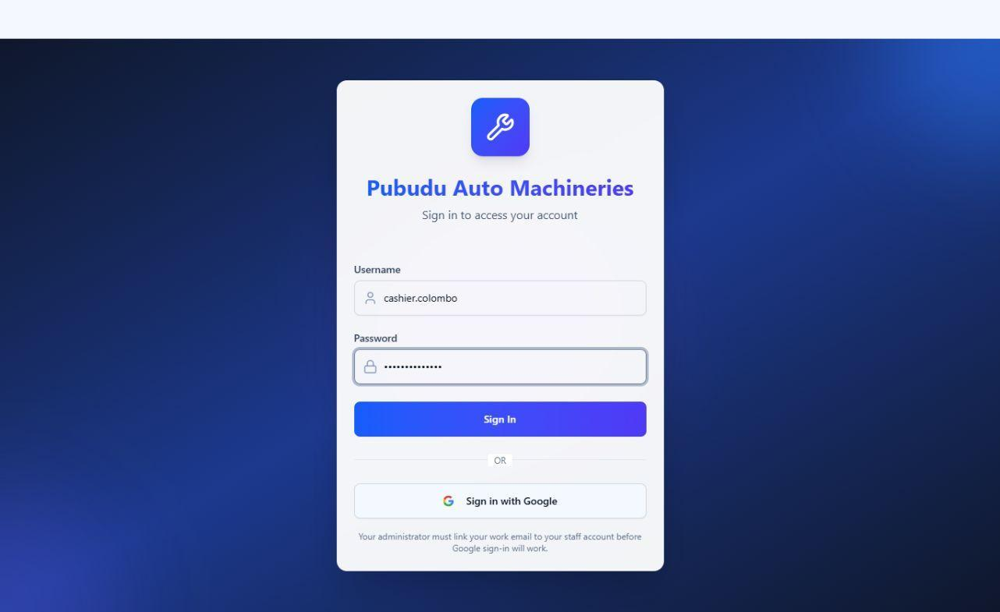 Pubudu Auto Machineries
Sign in to access your account
Username
cashier.colombo
Password
••••••••••••••
Sign In
OR
Sign in with Google
Your administrator must link your work email to your staff account before
Google sign-in will work.